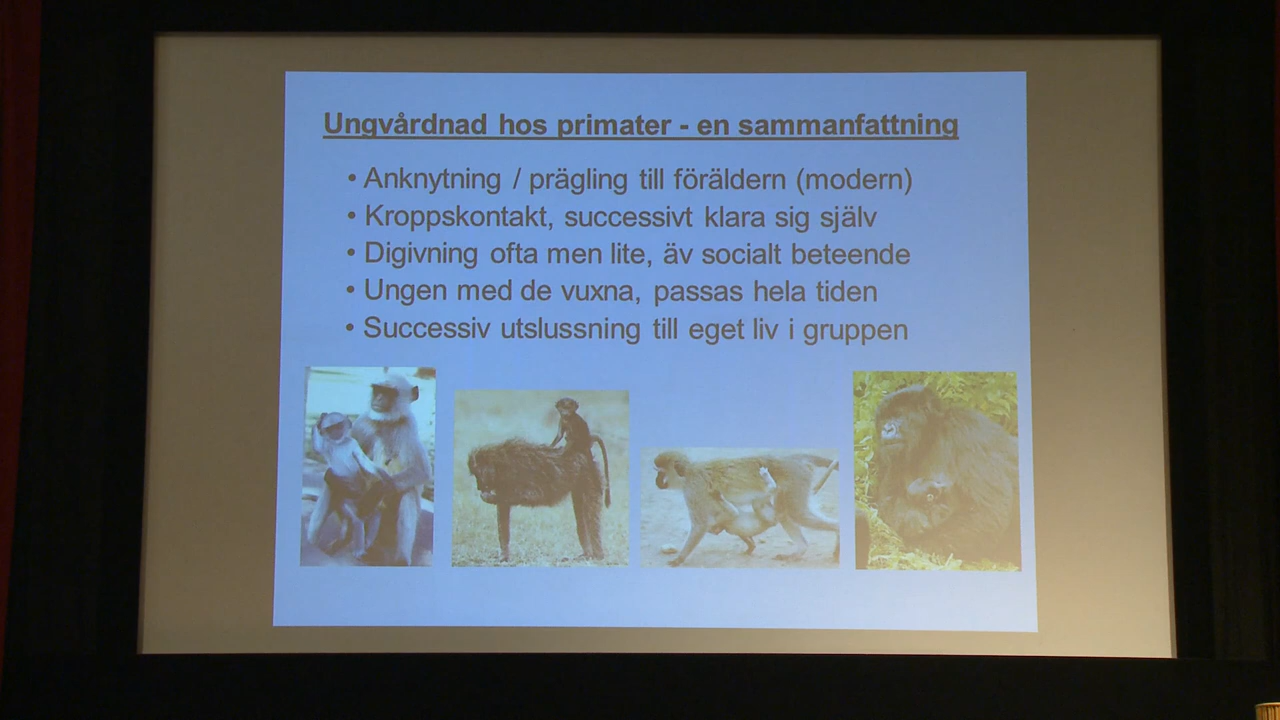 Ungvårdnad hos primater - en sammanfattning
• Anknytning / prägling till föräldern (modern)
• Kroppskontakt, successivt klara sig själv
• Digivning ofta men lite, äv socialt beteende
• Ungen med de vuxna, passas hela tiden
• Successiv utslussning till eget liv i gruppen